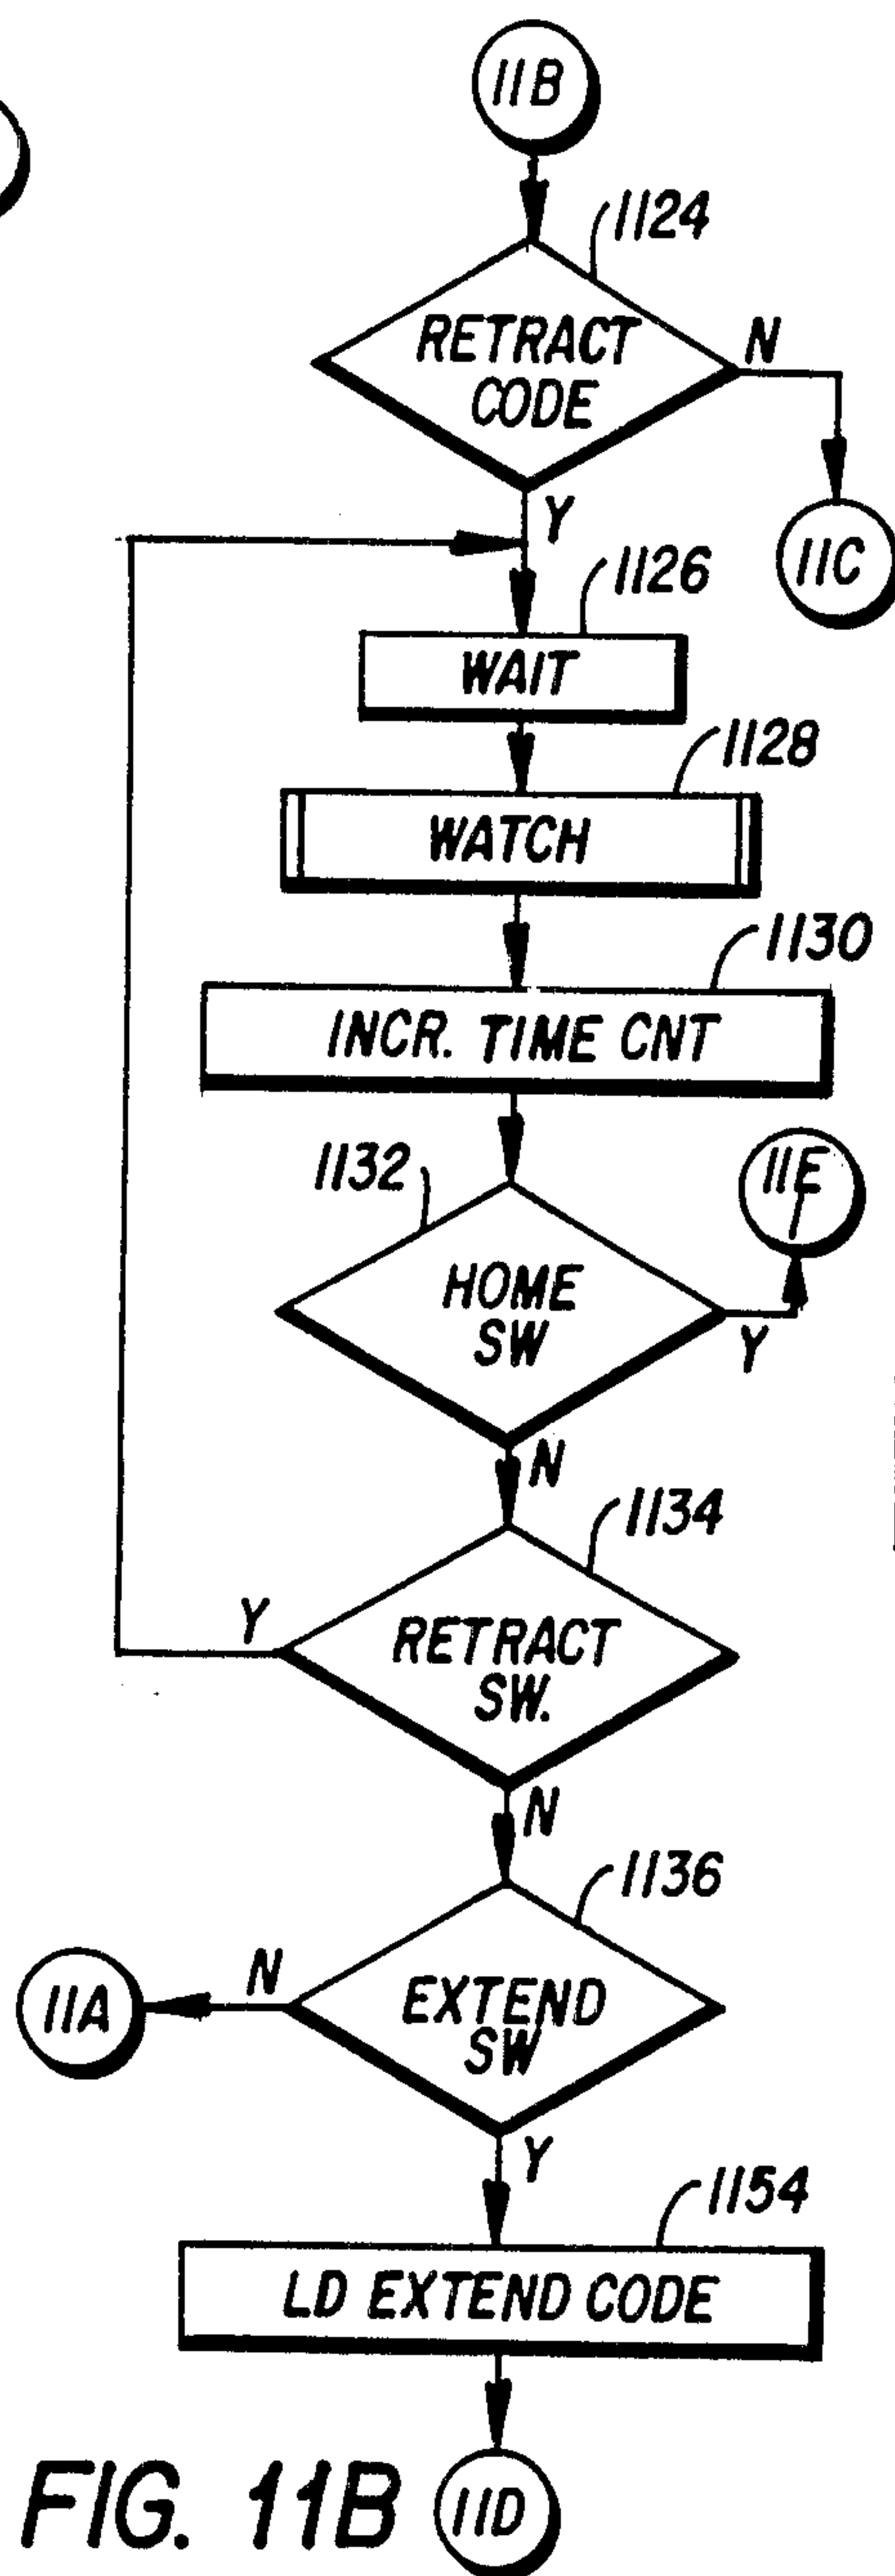 11B
1124
RETRACT
CODE
N
Y
11C
1126
WAIT
1128
WATCH
1130
INCR. TIME CNT
1132
11E
HOME
SW
Y
N
1134
Y
RETRACT
SW.
N
1136
11A
N
EXTEND
SW
Y
1154
LD EXTEND CODE
FIG. 11B
11D